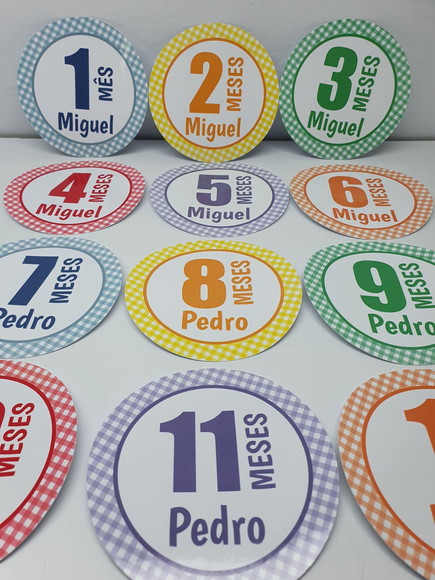 1 MÊS
Miguel
2 MESES
Miguel
3 MESES
Miguel
4 MESES
Miguel
5 MESES
Miguel
6 MESES
Miguel
7 MESES
Pedro
8 MESES
Pedro
9 MESES
Pedro
MESES
11 MESES
Pedro
1